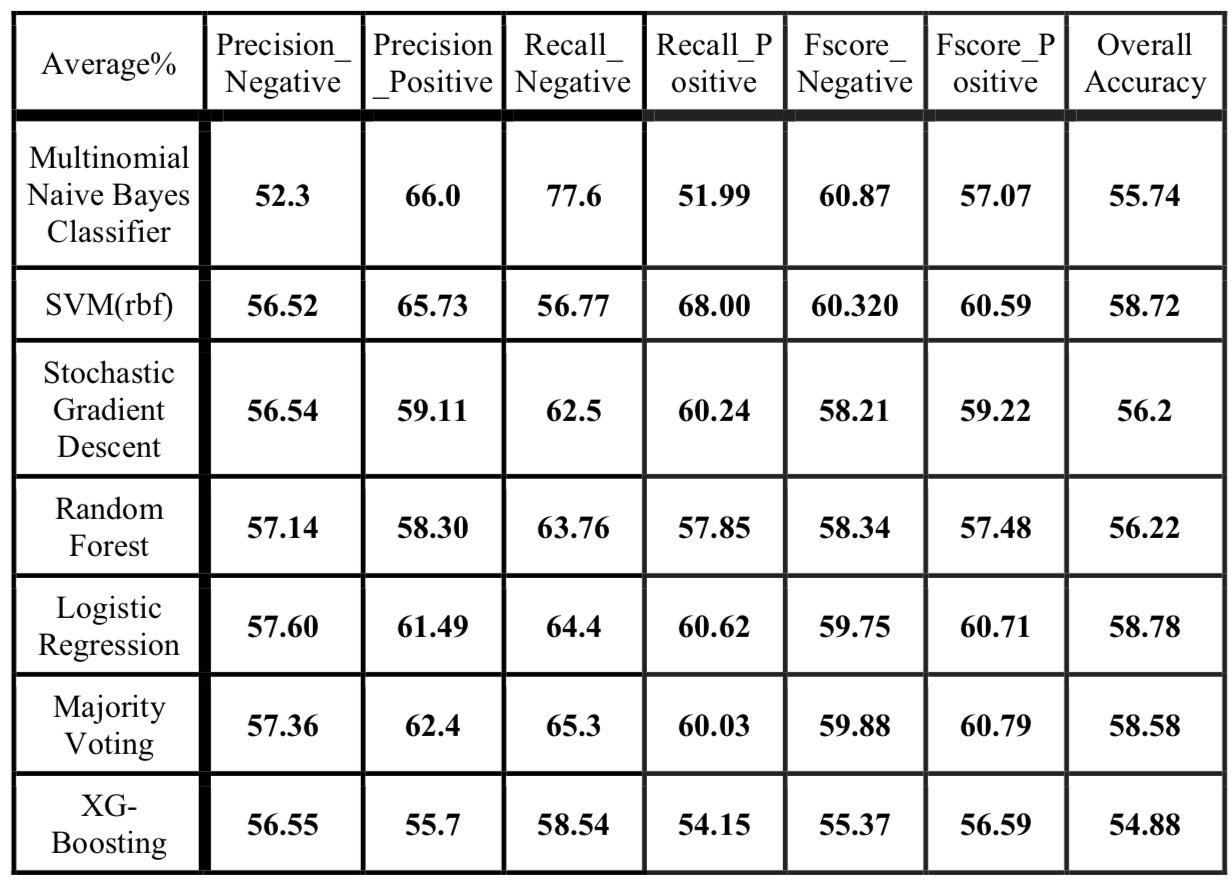 Average% Precision_ Precision Recall_ Recall_P Fscore_ Fscore_P Overall
Negative _Positive Negative ositive Negative ositive Accuracy
Multinomial
Naive Bayes 52.3 66.0 77.6 51.99 60.87 57.07 55.74
Classifier
SVM(rbf) 56.52 65.73 56.77 68.00 60.320 60.59 58.72
Stochastic
Gradient 56.54 59.11 62.5 60.24 58.21 59.22 56.2
Descent
Random
Forest 57.14 58.30 63.76 57.85 58.34 57.48 56.22
Logistic
Regression 57.60 61.49 64.4 60.62 59.75 60.71 58.78
Majority
Voting 57.36 62.4 65.3 60.03 59.88 60.79 58.58
XG-
Boosting 56.55 55.7 58.54 54.15 55.37 56.59 54.88